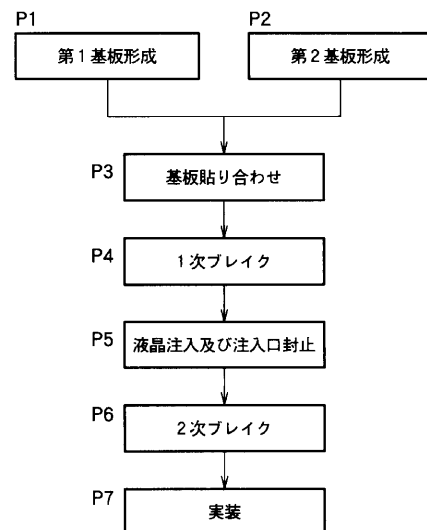 P1
第1基板形成
P2
第2基板形成
P3
基板貼り合わせ
P4
1次ブレイク
P5
液晶注入及び注入口封止
P6
2次ブレイク
P7
実装